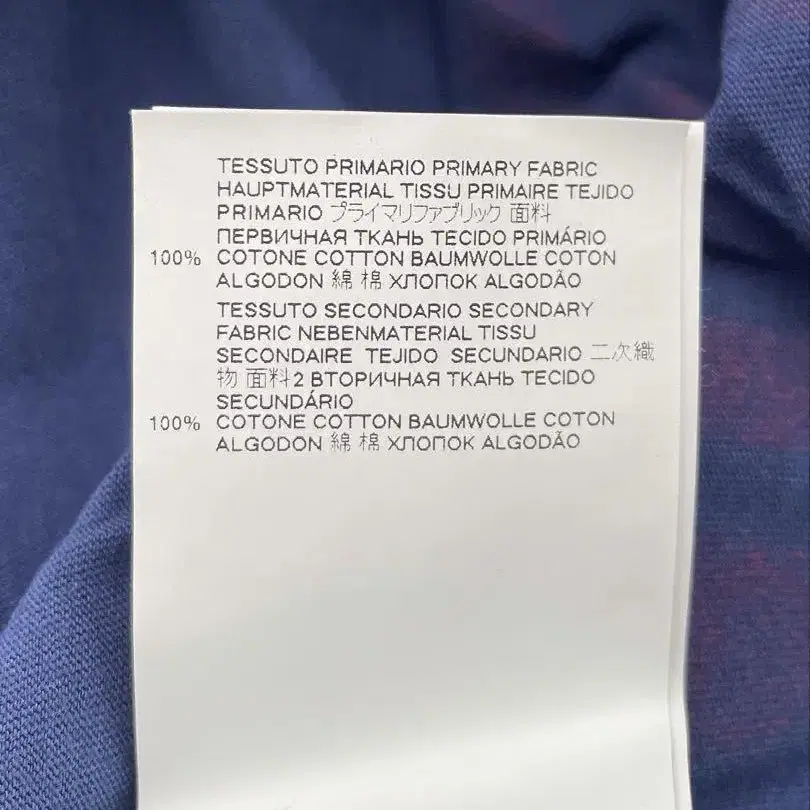 TESSUTO PRIMARIO PRIMARY FABRIC
HAUPTMATERIAL TISSU PRIMAIRE TEJIDO
PRIMARIO プライマリファブリック 面料
ПЕРВИЧНАЯ ТКАНЬ TECIDO PRIMÁRIO
100% COTONE COTTON BAUMWOLLE COTON
ALGODON 綿 棉 ХЛОПОК ALGODÃO
TESSUTO SECONDARIO SECONDARY
FABRIC NEBENMATERIAL TISSU
SECONDAIRE TEJIDO SECUNDARIO 二次織
物 面料2 ВТОРИЧНАЯ ТКАНЬ TECIDO
SECUNDÁRIO
100% COTONE COTTON BAUMWOLLE COTON
ALGODON 綿 棉 ХЛОПОК ALGODÃO